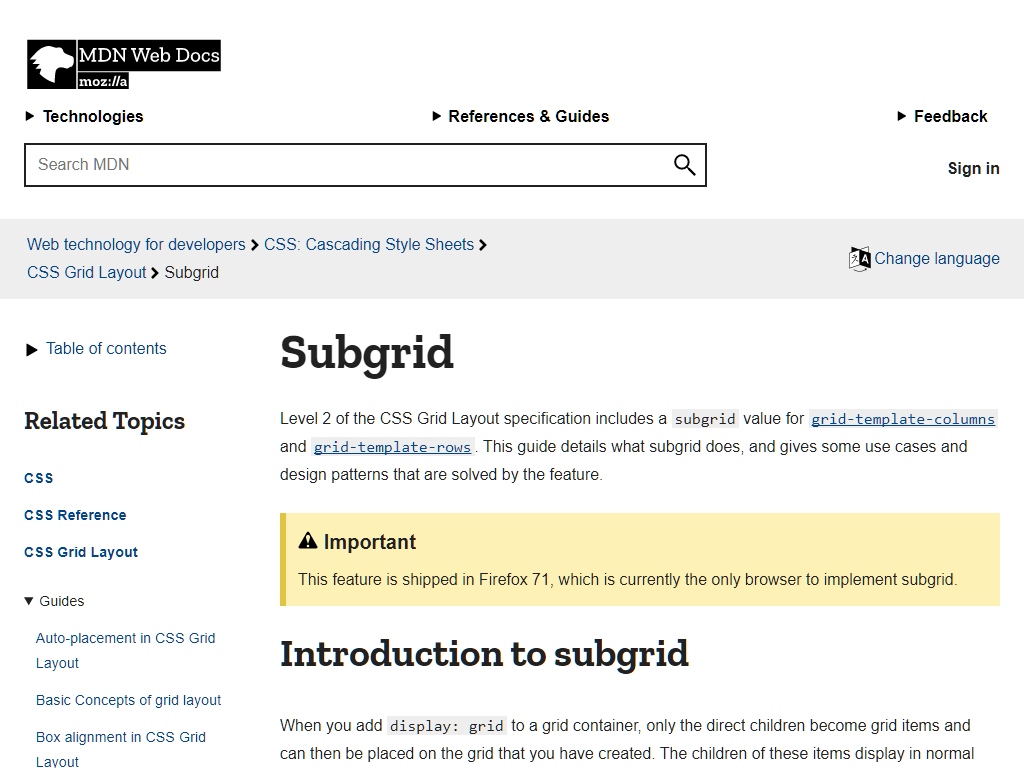 MDN Web Docs
moz://a
Technologies
References & Guides
Feedback
Search MDN
Sign in
Web technology for developers
CSS: Cascading Style Sheets
CSS Grid Layout
Subgrid
Change language
Table of contents
Related Topics
CSS
CSS Reference
CSS Grid Layout
Guides
Auto-placement in CSS Grid
Layout
Basic Concepts of grid layout
Box alignment in CSS Grid
Layout
Subgrid
Level 2 of the CSS Grid Layout specification includes a subgrid value for grid-template-columns
and grid-template-rows. This guide details what subgrid does, and gives some use cases and
design patterns that are solved by the feature.
Important
This feature is shipped in Firefox 71, which is currently the only browser to implement subgrid.
Introduction to subgrid
When you add display: grid to a grid container, only the direct children become grid items and
can then be placed on the grid that you have created. The children of these items display in normal